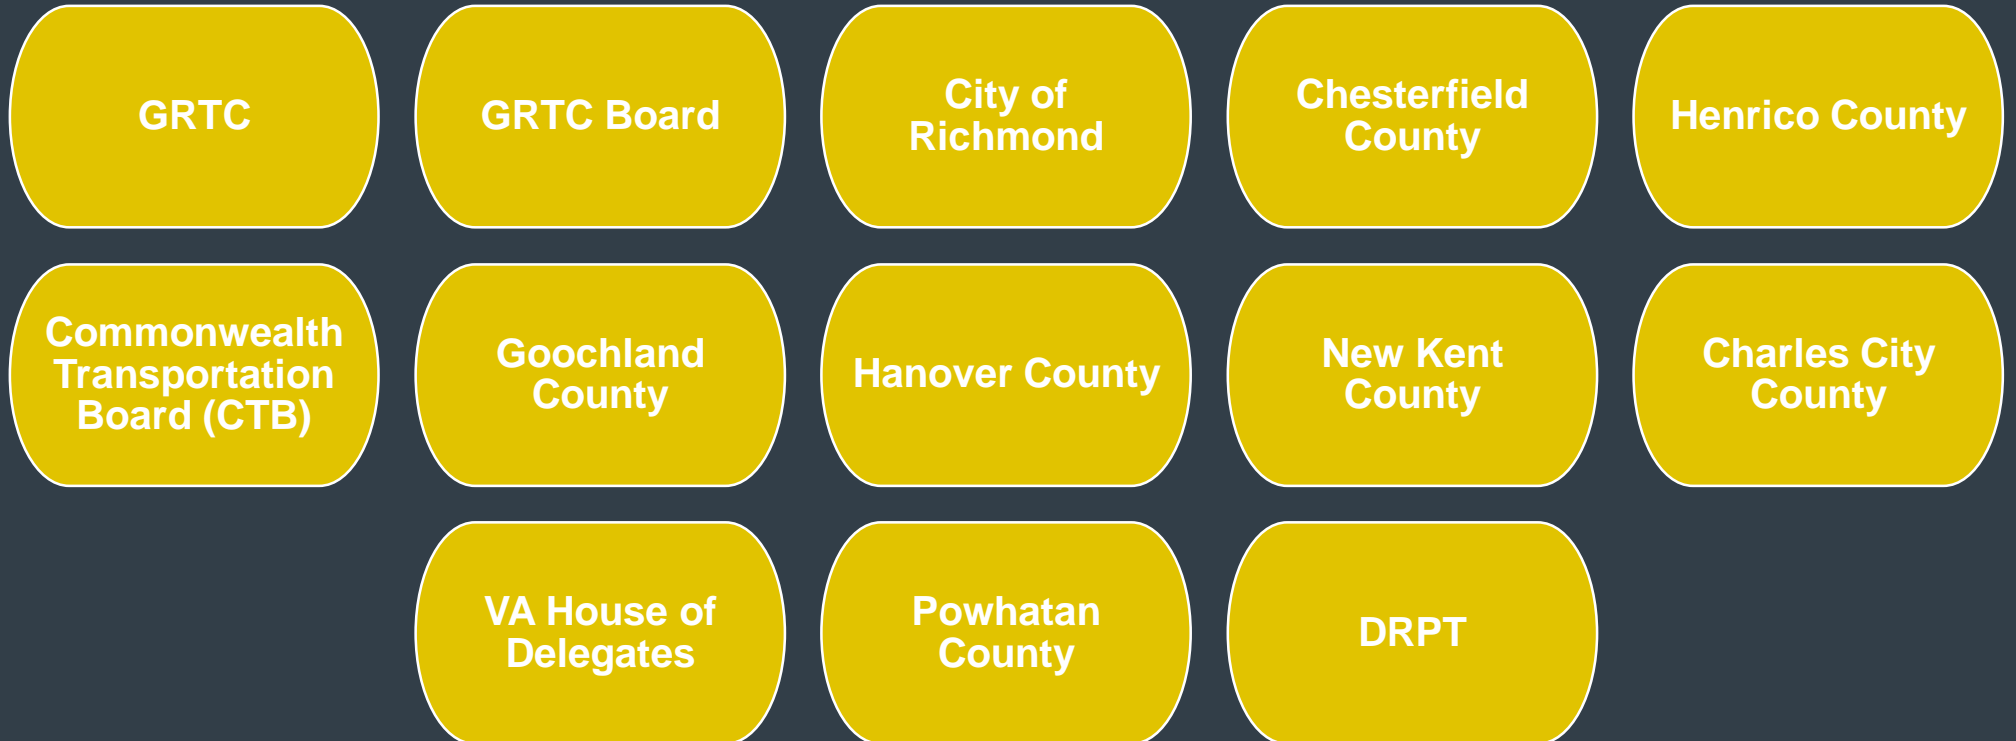 GRTC
GRTC Board
City of
Richmond
Chesterfield
County
Henrico County
Commonwealth
Transportation
Board (CTB)
Goochland
County
Hanover County
New Kent
County
Charles City
County
VA House of
Delegates
Powhatan
County
DRPT